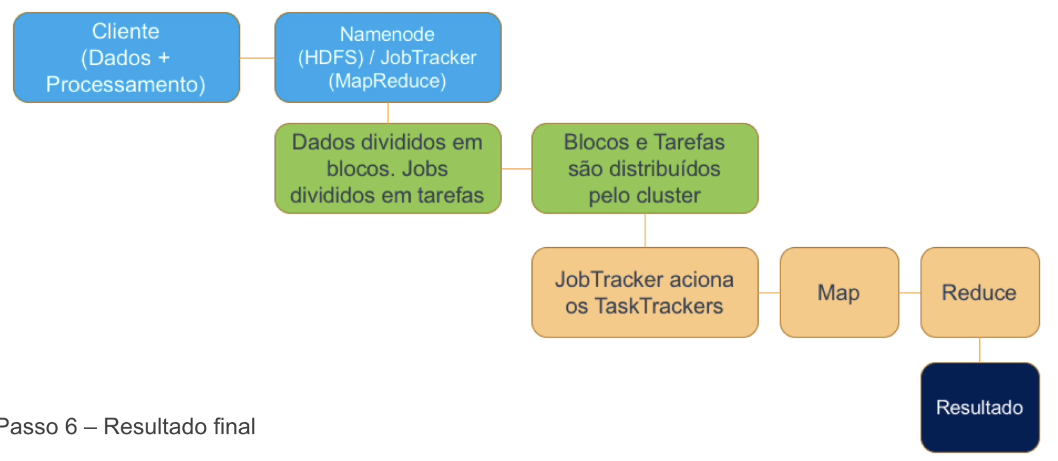 Cliente
(Dados +
Processamento)
Namenode
(HDFS) / JobTracker
(MapReduce)
Dados divididos em
blocos. Jobs
divididos em tarefas
Blocos e Tarefas
são distribuídos
pelo cluster
JobTracker aciona
os TaskTrackers
Map
Reduce
Resultado
Passo 6 – Resultado final